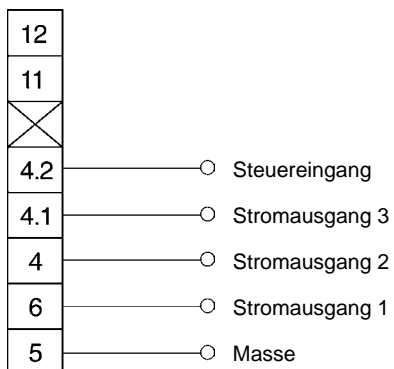 12
11
4.2 Steuereingang
4.1 Stromausgang 3
4 Stromausgang 2
6 Stromausgang 1
5 Masse